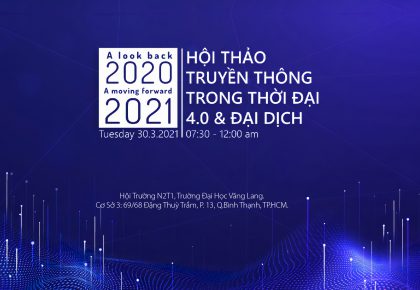 A look back
2020
A moving forward
2021
HỘI THẢO
TRUYỀN THÔNG
TRONG THỜI ĐẠI
4.0 & ĐẠI DỊCH
Tuesday 30.3.2021 07:30 - 12:00 am
Hội Trường N2T1, Trường Đại Học Văng Lang.
Cơ Sở 3: 69/68 Đặng Thuỳ Trâm, P. 13, Q.Bình Thạnh, TP.HCM.